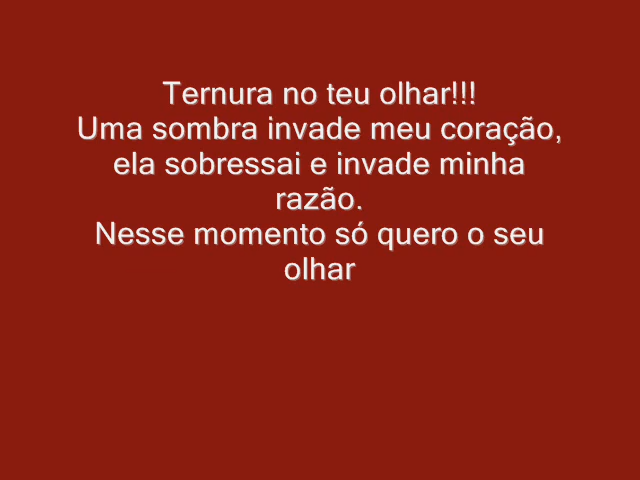 Ternura no teu olhar!!!
Uma sombra invade meu coração,
ela sobressai e invade minha
razão.
Nesse momento só quero o seu
olhar